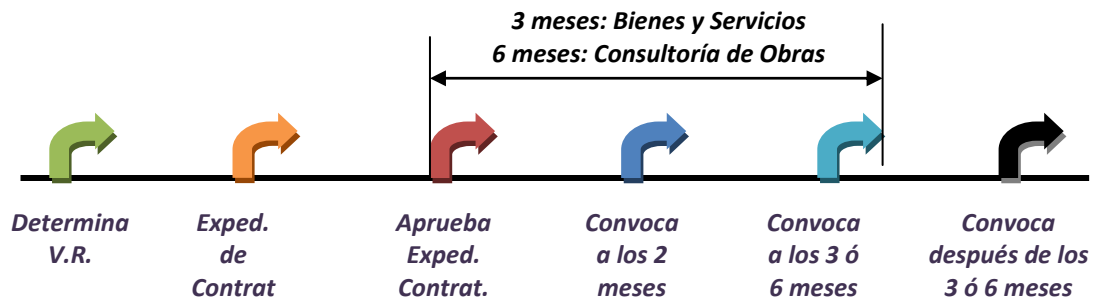 3 meses: Bienes y Servicios
6 meses: Consultoría de Obras
Determina
V.R.
Exped.
de
Contrat
Aprueba
Exped.
Contrat.
Convoca
a los 2
meses
Convoca
a los 3 ó
6 meses
Convoca
después de los
3 ó 6 meses